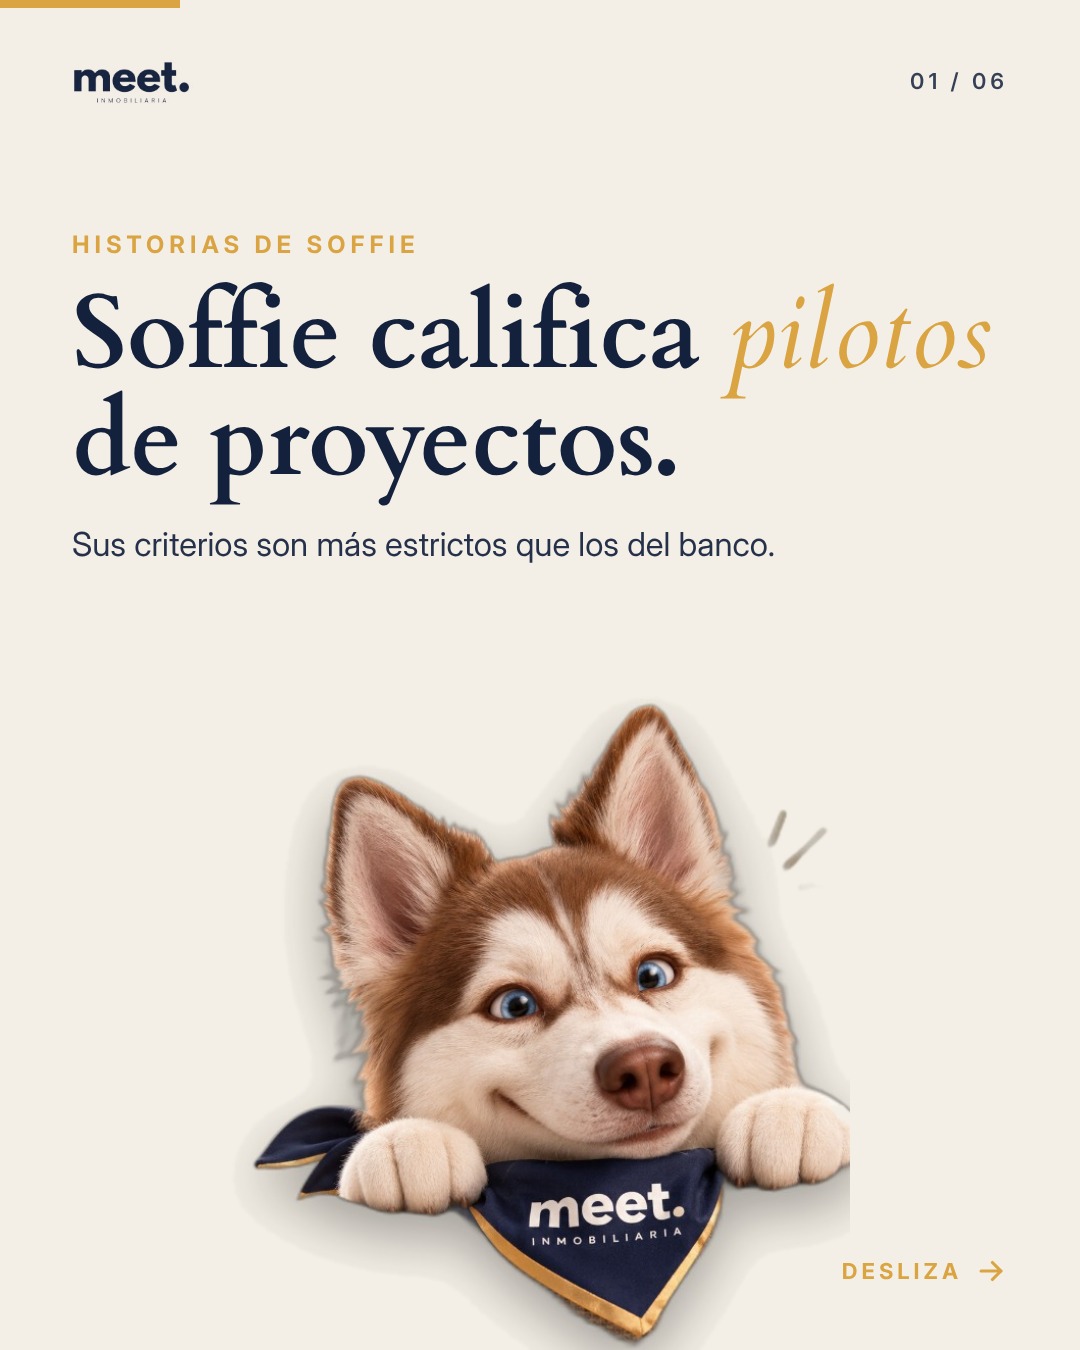 meet.
INMOBILIARIA
01 / 06
HISTORIAS DE SOFFIE
Soffie califica pilotos
de proyectos.
Sus criterios son más estrictos que los del banco.
meet.
INMOBILIARIA
DESLIZA →